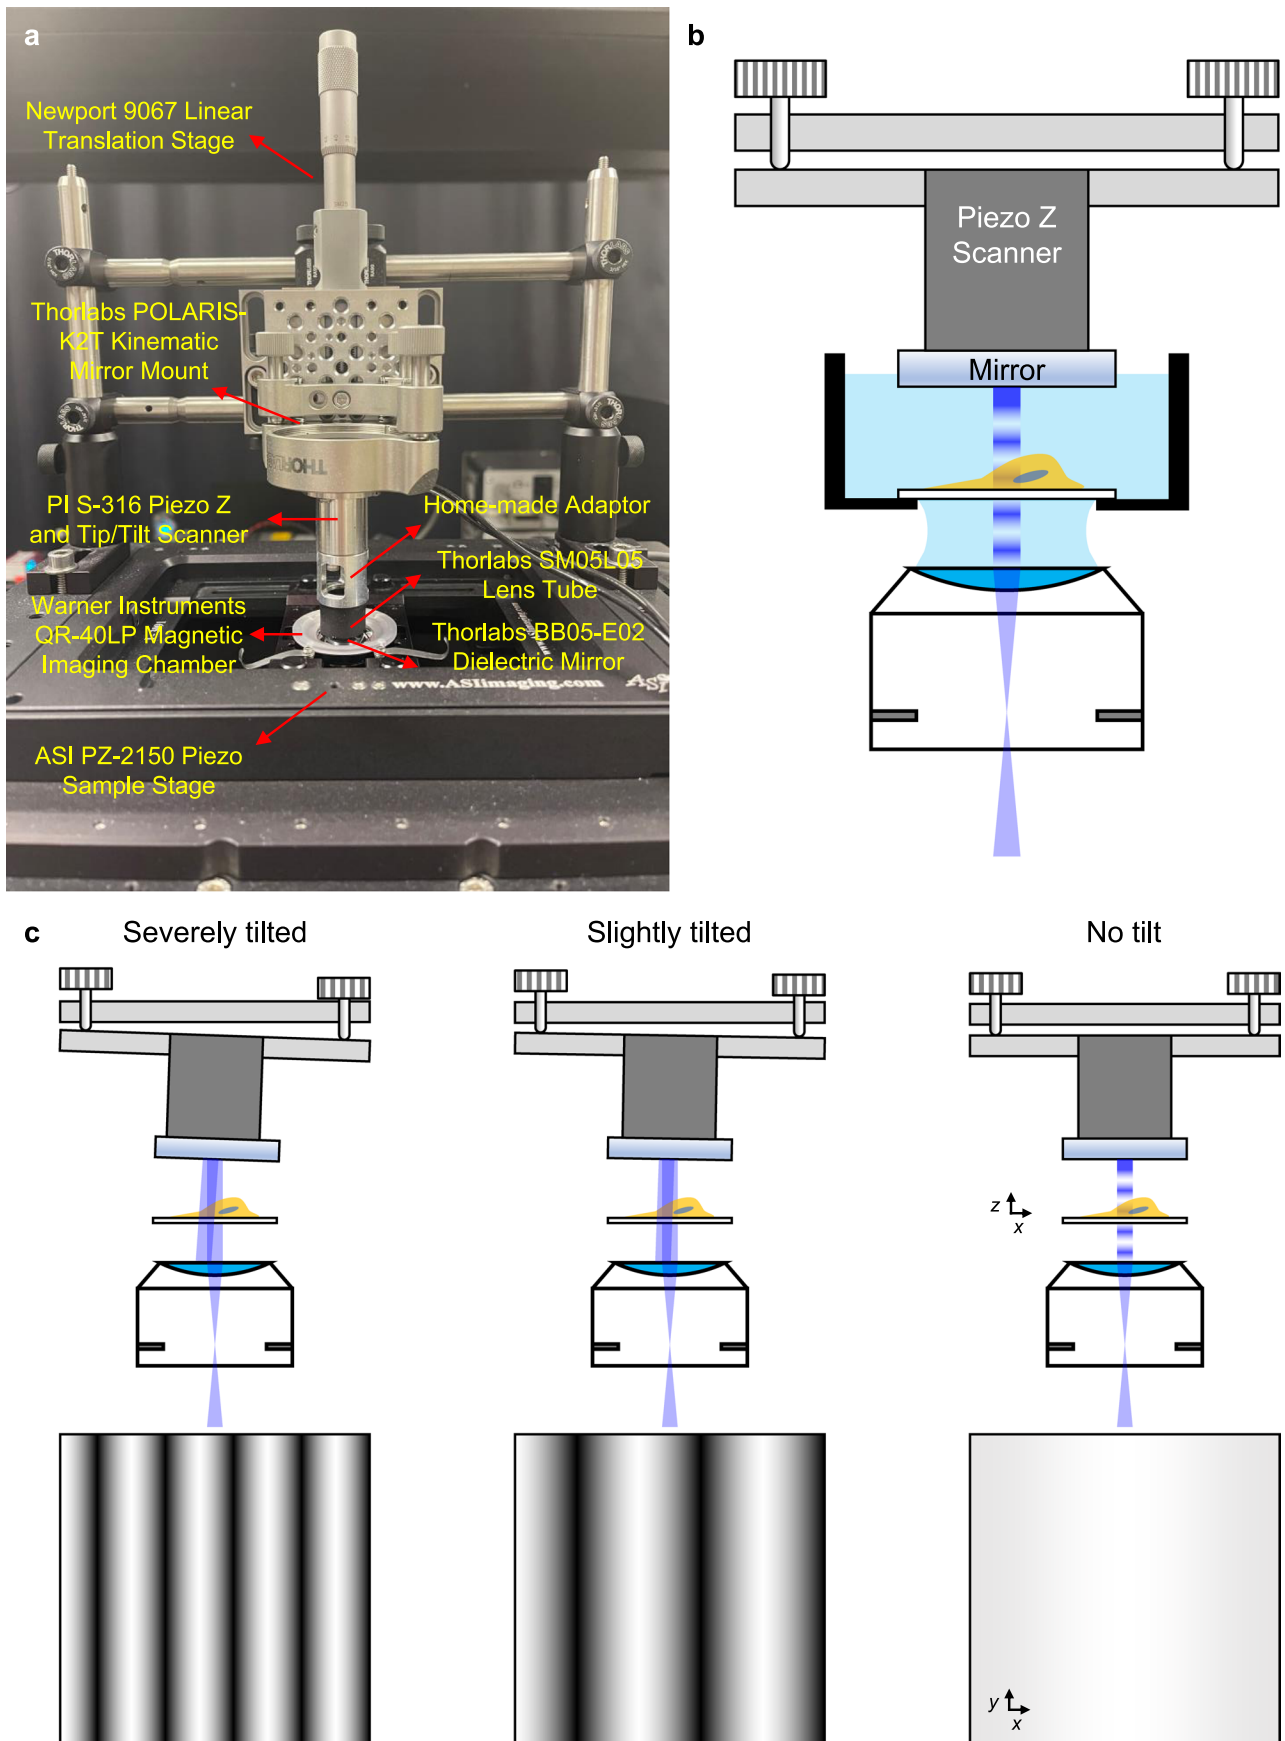 a
Newport 9067 Linear
Translation Stage
Thorlabs POLARIS-
K2T Kinematic
Mirror Mount
PI S-316 Piezo Z
and Tip/Tilt Scanner
Home-made Adaptor
Thorlabs SM05L05
Lens Tube
Warner Instruments
QR-40LP Magnetic
Imaging Chamber
Thorlabs BB05-E02
Dielectric Mirror
www.ASIimaging.com
ASI PZ-2150 Piezo
Sample Stage
b
Piezo Z
Scanner
Mirror
c
Severely tilted
Slightly tilted
No tilt
z
x
y
x